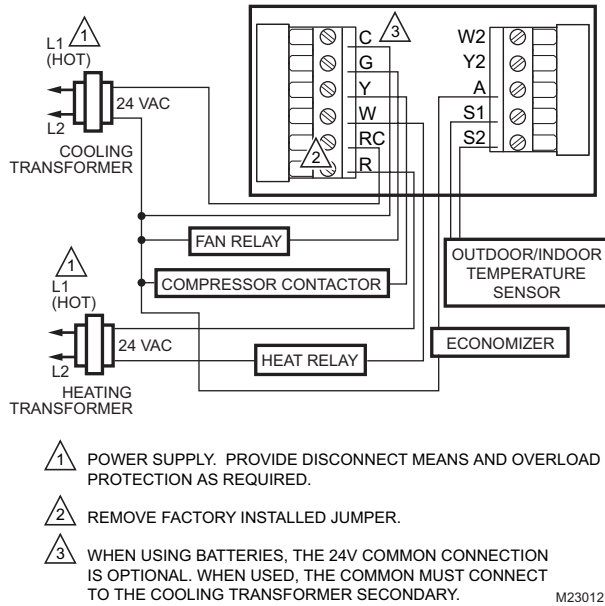 1
L1
(HOT)
24 VAC
L2
COOLING
TRANSFORMER
C
3
G
Y
W
RC
2
R
W2
Y2
A
S1
S2
FAN RELAY
COMPRESSOR CONTACTOR
OUTDOOR/INDOOR
TEMPERATURE
SENSOR
1
L1
(HOT)
24 VAC
L2
HEATING
TRANSFORMER
HEAT RELAY
ECONOMIZER
1 POWER SUPPLY. PROVIDE DISCONNECT MEANS AND OVERLOAD
PROTECTION AS REQUIRED.
2 REMOVE FACTORY INSTALLED JUMPER.
3 WHEN USING BATTERIES, THE 24V COMMON CONNECTION
IS OPTIONAL. WHEN USED, THE COMMON MUST CONNECT
TO THE COOLING TRANSFORMER SECONDARY.
M23012